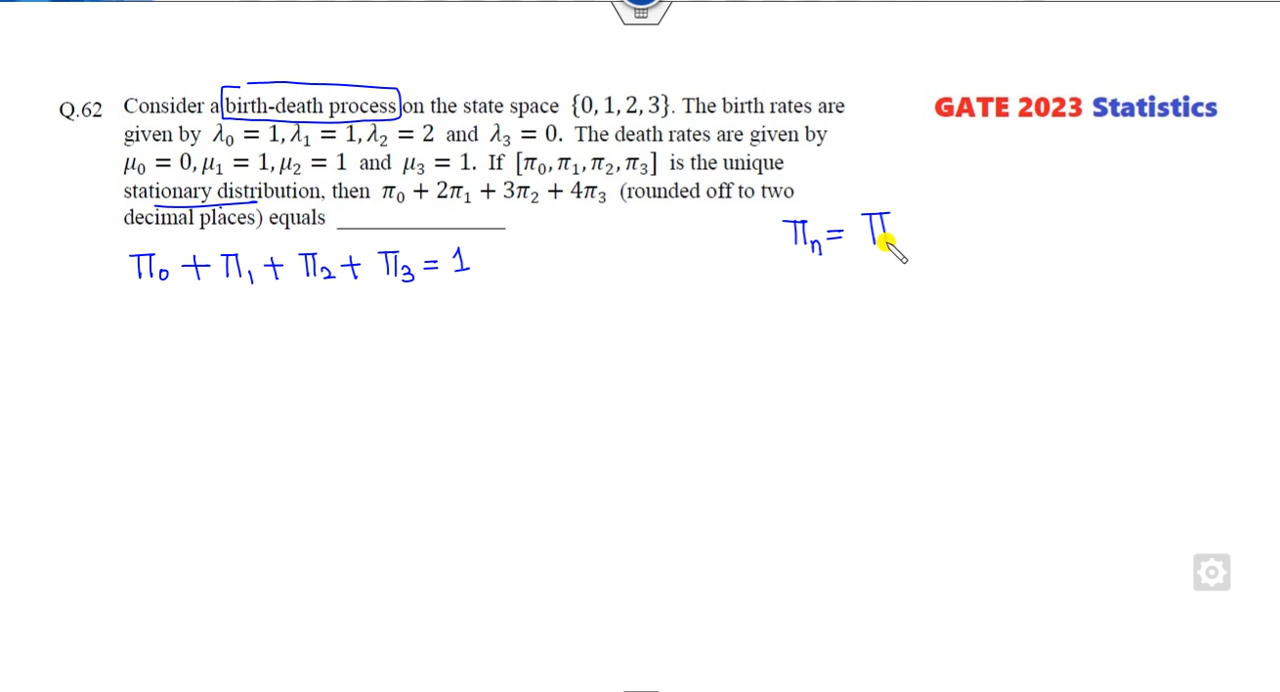 Q.62 Consider a birth-death process on the state space {0, 1, 2, 3}. The birth rates are
given by λ₀ = 1, λ₁ = 1, λ₂ = 2 and λ₃ = 0. The death rates are given by
μ₀ = 0, μ₁ = 1, μ₂ = 1 and μ₃ = 1. If [π₀, π₁, π₂, π₃] is the unique
stationary distribution, then π₀ + 2π₁ + 3π₂ + 4π₃ (rounded off to two
decimal places) equals ________________
GATE 2023 Statistics
π₀ + π₁ + π₂ + π₃ = 1
πₙ = π